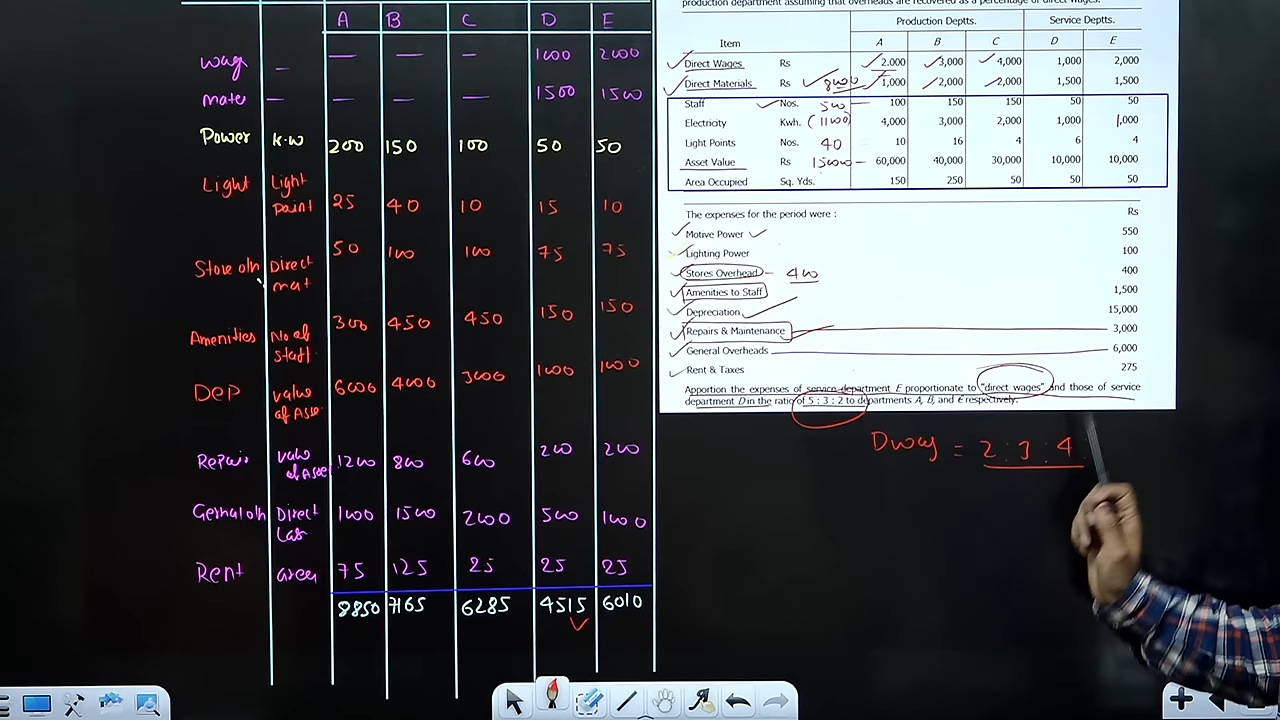 A B C D E
Wages _ — — — 1000 2000
mate — — — — 1500 1500
Power K.W 200 150 100 50 50
Light Light Point 25 40 10 15 10
Store o/h Direct mat 50 100 100 75 75
Amenities No of Staff 300 450 450 150 150
DEP value of Asse 6000 4000 3000 1000 1000
Repair value of Asse 1200 800 600 200 200
Genral o/h Direct Lab 1000 1500 2000 500 1000
Rent area 75 125 25 25 25
8850 7165 6285 4515 6010
production department assuming that overheads are recovered as a percentage of direct wages.
Production Deptts. Service Deptts.
Item A B C D E
Direct Wages Rs 2.000 3,000 4,000 1,000 2,000
Direct Materials Rs 8000 1,000 2,000 2,000 1,500 1,500
Staff Nos. 500 100 150 150 50 50
Electricity Kwh. (1100) 4,000 3,000 2,000 1,000 1,000
Light Points Nos. 40 10 16 4 6 4
Asset Value Rs 150000 60,000 40,000 30,000 10,000 10,000
Area Occupied Sq. Yds. 150 250 50 50 50
The expenses for the period were : Rs
Motive Power 550
Lighting Power 100
Stores Overhead - 400 400
Amenities to Staff 1,500
Depreciation 15,000
Repairs & Maintenance 3,000
General Overheads 6,000
Rent & Taxes 275
Apportion the expenses of service department E proportionate to "direct wages" and those of service
department D in the ratio of 5 : 3 : 2 to departments A, B, and C respectively.
Dwag = 2 : 3 : 4